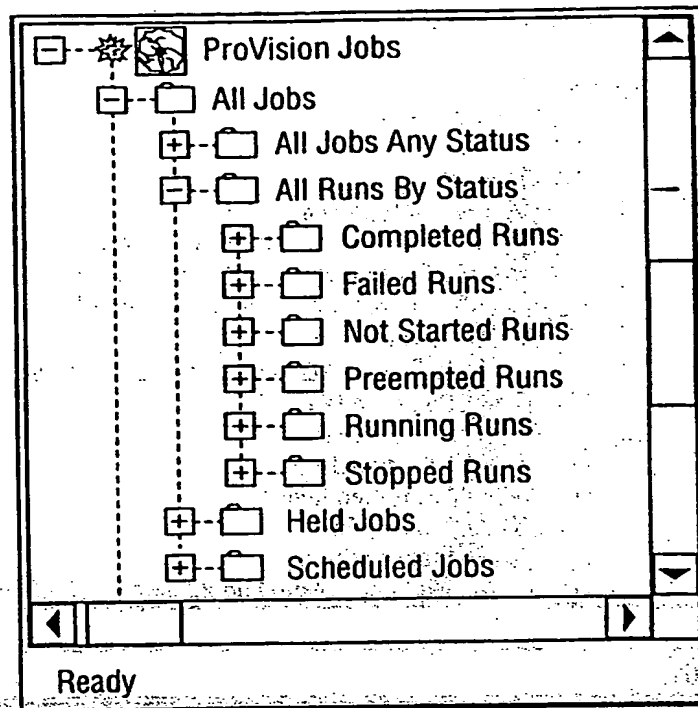 ProVision Jobs
All Jobs
All Jobs Any Status
All Runs By Status
Completed Runs
Failed Runs
Not Started Runs
Preempted Runs
Running Runs
Stopped Runs
Held Jobs
Scheduled Jobs
Ready